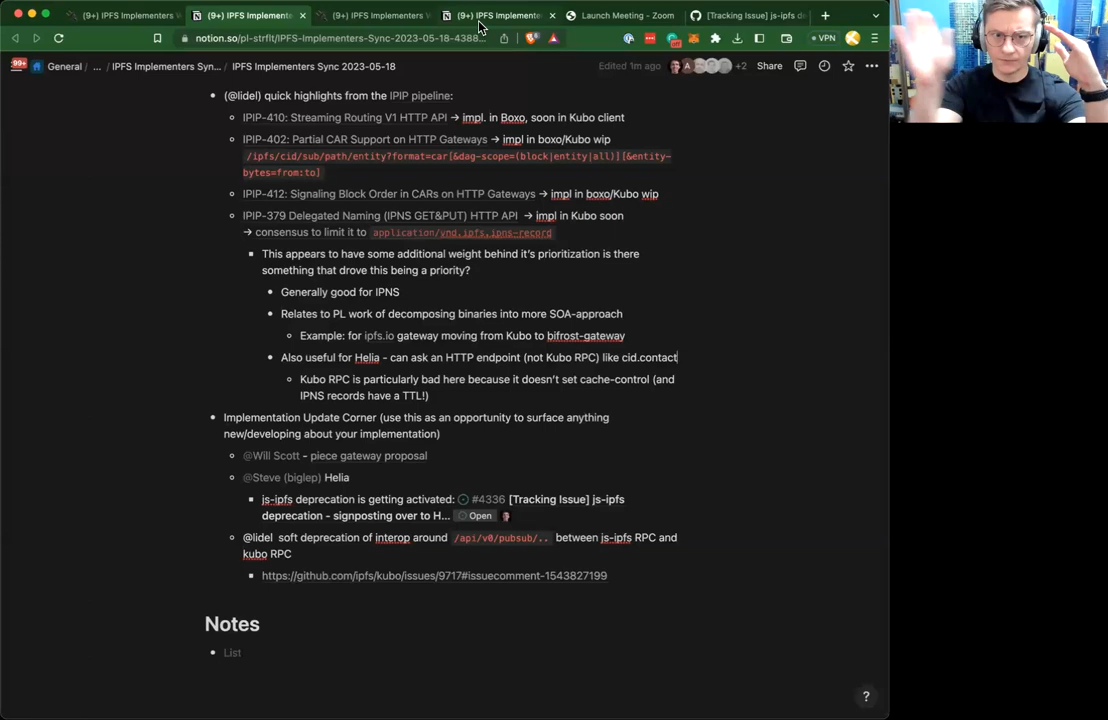 (9+) IPFS Implementers
(9+) IPFS Implemente
(9+) IPFS Implementers
(9+) IPFS Implemente
Launch Meeting - Zoom
[Tracking Issue] js-ipfs de
notion.so/pl-strflt/IPFS-Implementers-Sync-2023-05-18-4388...
VPN
99+
General / ... / IPFS Implementers Syn... / IPFS Implementers Sync 2023-05-18
Edited 1m ago
A
+2
Share
(@lidel) quick highlights from the IPIP pipeline:
IPIP-410: Streaming Routing V1 HTTP API → impl. in Boxo, soon in Kubo client
IPIP-402: Partial CAR Support on HTTP Gateways → impl in boxo/Kubo wip
/ipfs/cid/sub/path/entity?format=car[&dag-scope=(block|entity|all)][&entity-
bytes=from:to]
IPIP-412: Signaling Block Order in CARs on HTTP Gateways → impl in boxo/Kubo wip
IPIP-379 Delegated Naming (IPNS GET&PUT) HTTP API → impl in Kubo soon
→ consensus to limit it to application/vnd.ipfs.ipns-record
This appears to have some additional weight behind it's prioritization is there
something that drove this being a priority?
Generally good for IPNS
Relates to PL work of decomposing binaries into more SOA-approach
Example: for ipfs.io gateway moving from Kubo to bifrost-gateway
Also useful for Helia - can ask an HTTP endpoint (not Kubo RPC) like cid.contact
Kubo RPC is particularly bad here because it doesn't set cache-control (and
IPNS records have a TTL!)
Implementation Update Corner (use this as an opportunity to surface anything
new/developing about your implementation)
@Will Scott - piece gateway proposal
@Steve (biglep) Helia
js-ipfs deprecation is getting activated: #4336 [Tracking Issue] js-ipfs
deprecation - signposting over to H... Open
@lidel soft deprecation of interop around /api/v0/pubsub/.. between js-ipfs RPC and
kubo RPC
https://github.com/ipfs/kubo/issues/9717#issuecomment-1543827199
Notes
List
?